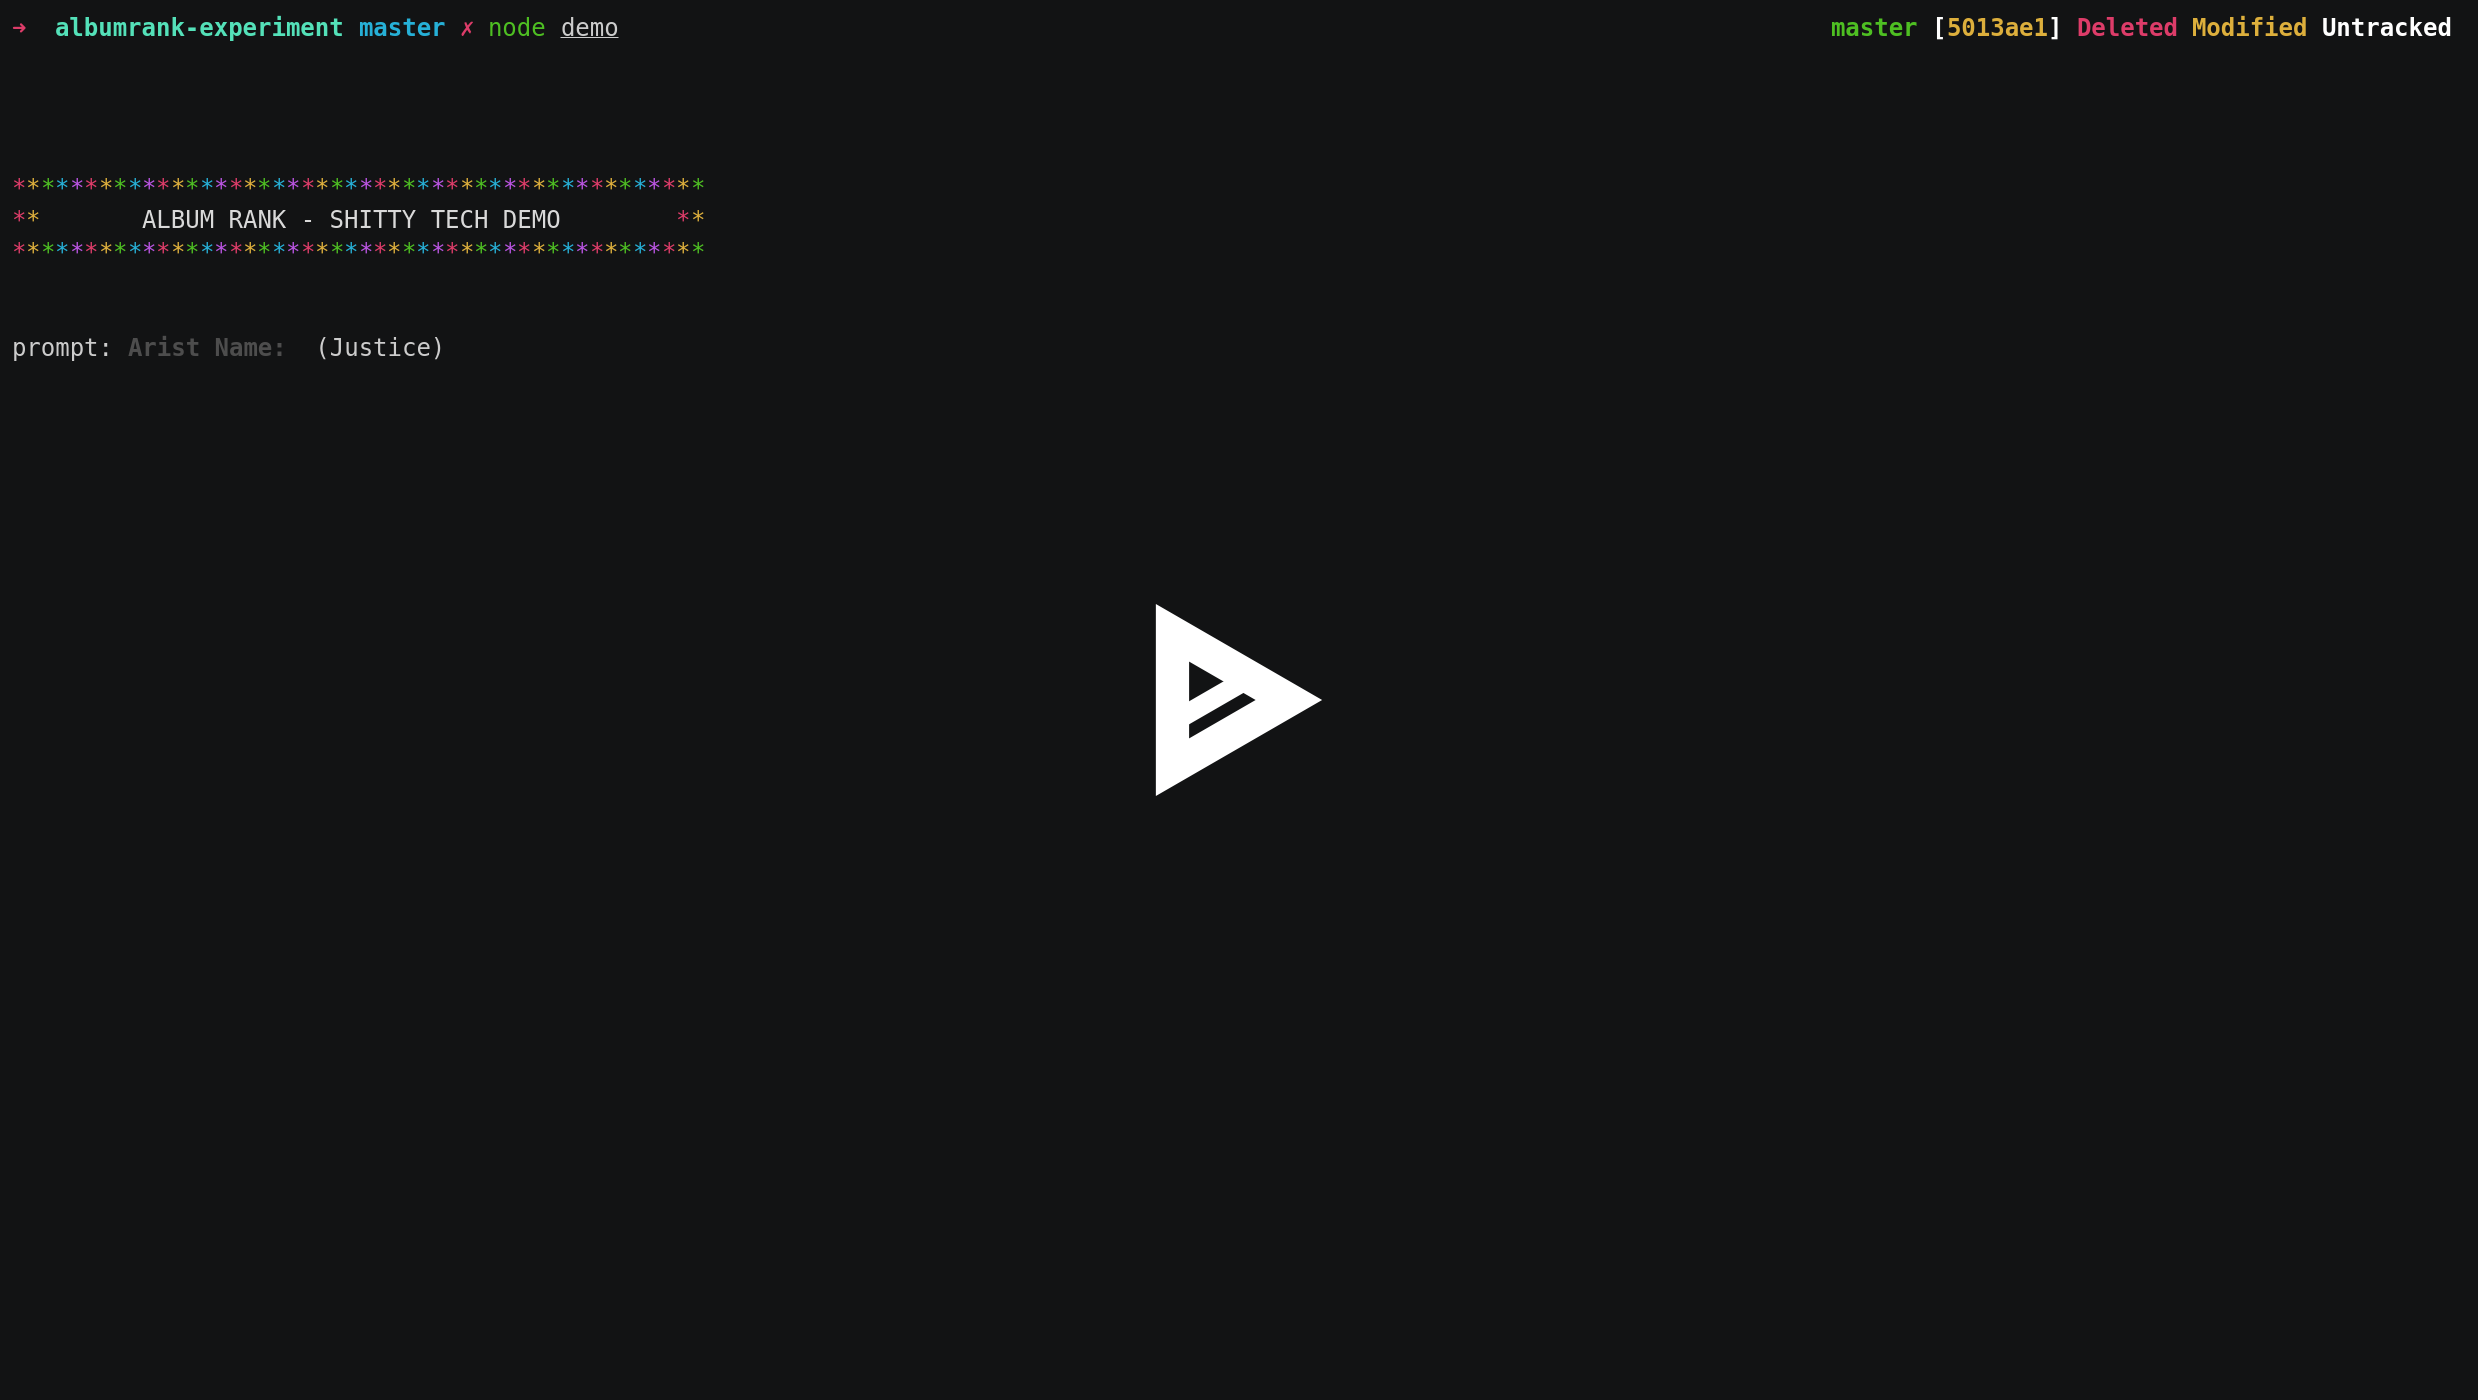 ➜  albumrank-experiment master ✗ node demo master [5013ae1] Deleted Modified Untracked
************************************************
**       ALBUM RANK - SHITTY TECH DEMO        **
************************************************
prompt: Arist Name:  (Justice)